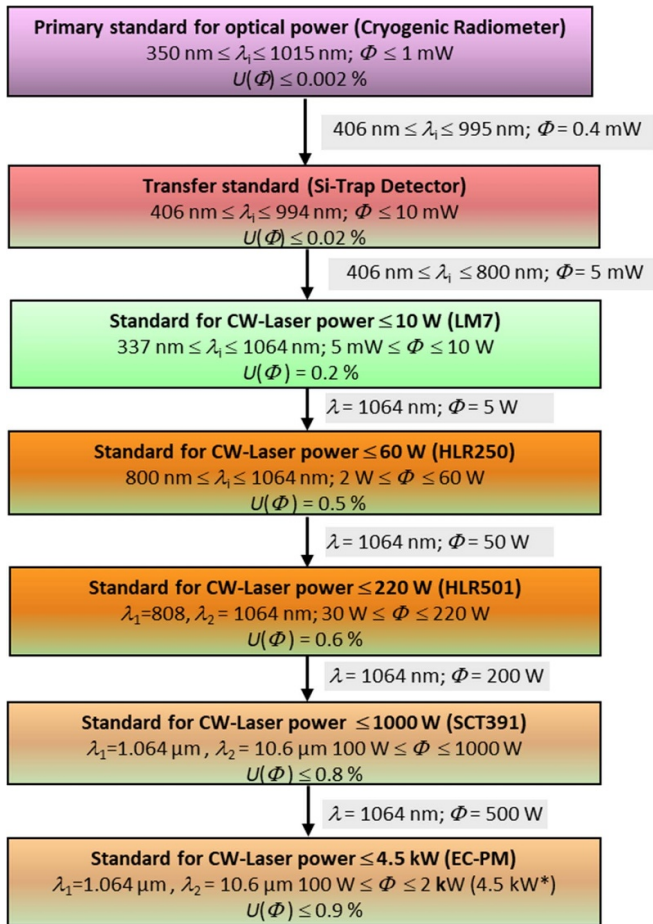 Primary standard for optical power (Cryogenic Radiometer)
350 nm ≤ λi ≤ 1015 nm; Φ ≤ 1 mW
U(Φ) ≤ 0.002 %
406 nm ≤ λi ≤ 995 nm; Φ = 0.4 mW
Transfer standard (Si-Trap Detector)
406 nm ≤ λi ≤ 994 nm; Φ ≤ 10 mW
U(Φ) ≤ 0.02 %
406 nm ≤ λi ≤ 800 nm; Φ = 5 mW
Standard for CW-Laser power ≤ 10 W (LM7)
337 nm ≤ λi ≤ 1064 nm; 5 mW ≤ Φ ≤ 10 W
U(Φ) = 0.2 %
λ = 1064 nm; Φ = 5 W
Standard for CW-Laser power ≤ 60 W (HLR250)
800 nm ≤ λi ≤ 1064 nm; 2 W ≤ Φ ≤ 60 W
U(Φ) = 0.5 %
λ = 1064 nm; Φ = 50 W
Standard for CW-Laser power ≤ 220 W (HLR501)
λ1=808, λ2 = 1064 nm; 30 W ≤ Φ ≤ 220 W
U(Φ) = 0.6 %
λ = 1064 nm; Φ = 200 W
Standard for CW-Laser power ≤ 1000 W (SCT391)
λ1=1.064 µm , λ2 = 10.6 µm 100 W ≤ Φ ≤ 1000 W
U(Φ) ≤ 0.8 %
λ = 1064 nm; Φ = 500 W
Standard for CW-Laser power ≤ 4.5 kW (EC-PM)
λ1=1.064 µm , λ2 = 10.6 µm 100 W ≤ Φ ≤ 2 kW (4.5 kW*)
U(Φ) ≤ 0.9 %